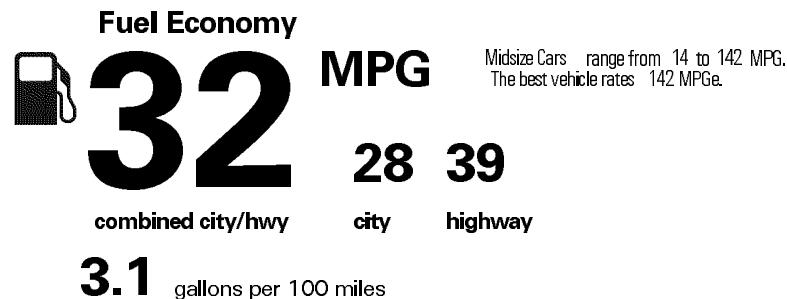 Fuel Economy
32 MPG
Midsize Cars range from 14 to 142 MPG.
The best vehicle rates 142 MPGe.
28 39
combined city/hwy city highway
3.1 gallons per 100 miles